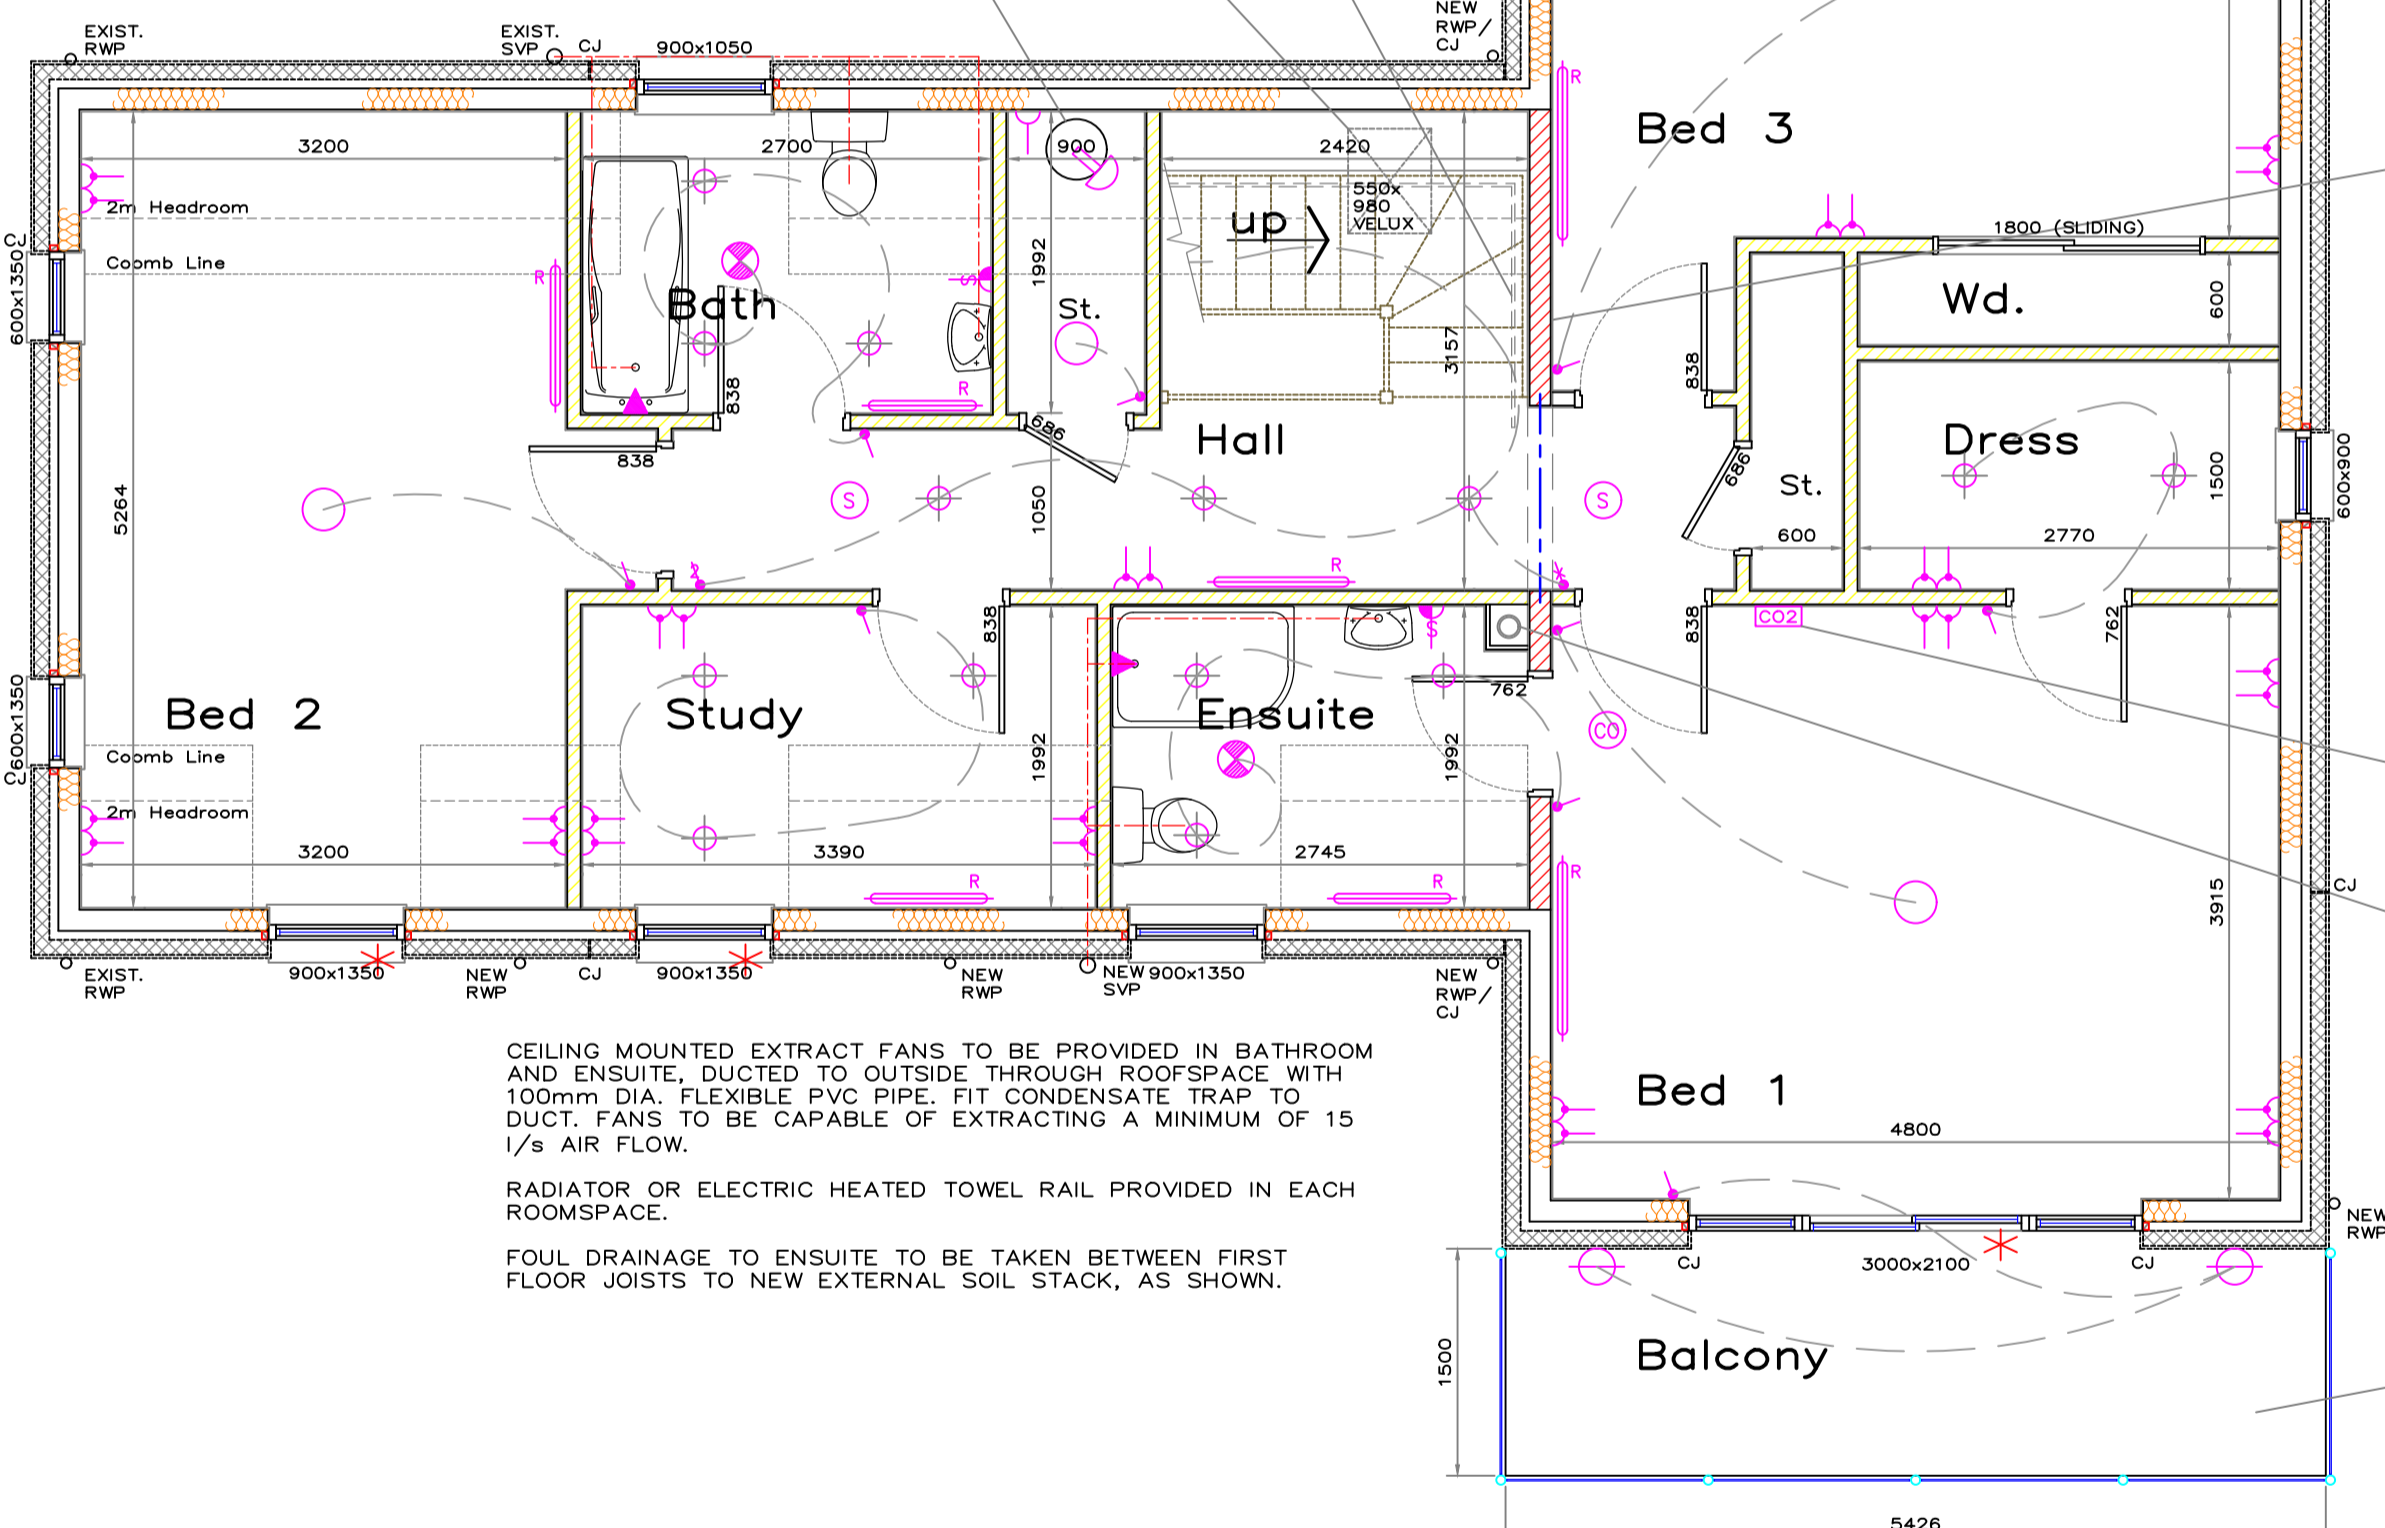 EXIST.
RWP
EXIST.
SVP
CJ
900x1050
NEW
RWP/
CJ
R
Bed 3
3200
2700
900
2420
2m Headroom
550x
980
VELUX
up
1800 (SLIDING)
CJ
600x1350
Coomb Line
R
S
1992
Bath
St.
Wd.
600
3157
838
R
838
686
Hall
Dress
838
686
600x900
5264
S
1050
S
St.
1500
600
2770
2
R
838
CO2
838
762
S
762
Bed 2
Study
Ensuite
CO
600x1350
CJ
Coomb Line
1992
1992
2m Headroom
3200
3390
2745
R
R
R
CJ
3915
EXIST.
RWP
900x1350
NEW
RWP
CJ
900x1350
NEW
RWP
NEW
SVP
900x1350
NEW
RWP/
CJ
CEILING MOUNTED EXTRACT FANS TO BE PROVIDED IN BATHROOM
AND ENSUITE, DUCTED TO OUTSIDE THROUGH ROOFSPACE WITH
100mm DIA. FLEXIBLE PVC PIPE. FIT CONDENSATE TRAP TO
DUCT. FANS TO BE CAPABLE OF EXTRACTING A MINIMUM OF 15
l/s AIR FLOW.
Bed 1
4800
RADIATOR OR ELECTRIC HEATED TOWEL RAIL PROVIDED IN EACH
ROOMSPACE.
NEW
RWP
FOUL DRAINAGE TO ENSUITE TO BE TAKEN BETWEEN FIRST
FLOOR JOISTS TO NEW EXTERNAL SOIL STACK, AS SHOWN.
CJ
3000x2100
CJ
1500
Balcony
5426